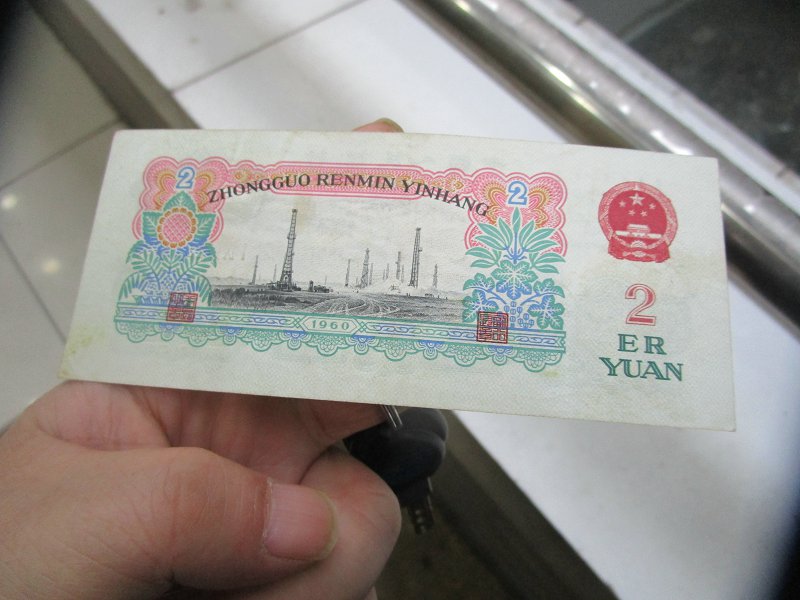 2
ZHONGGUO RENMIN YINHANG
2
1960
2
ER
YUAN